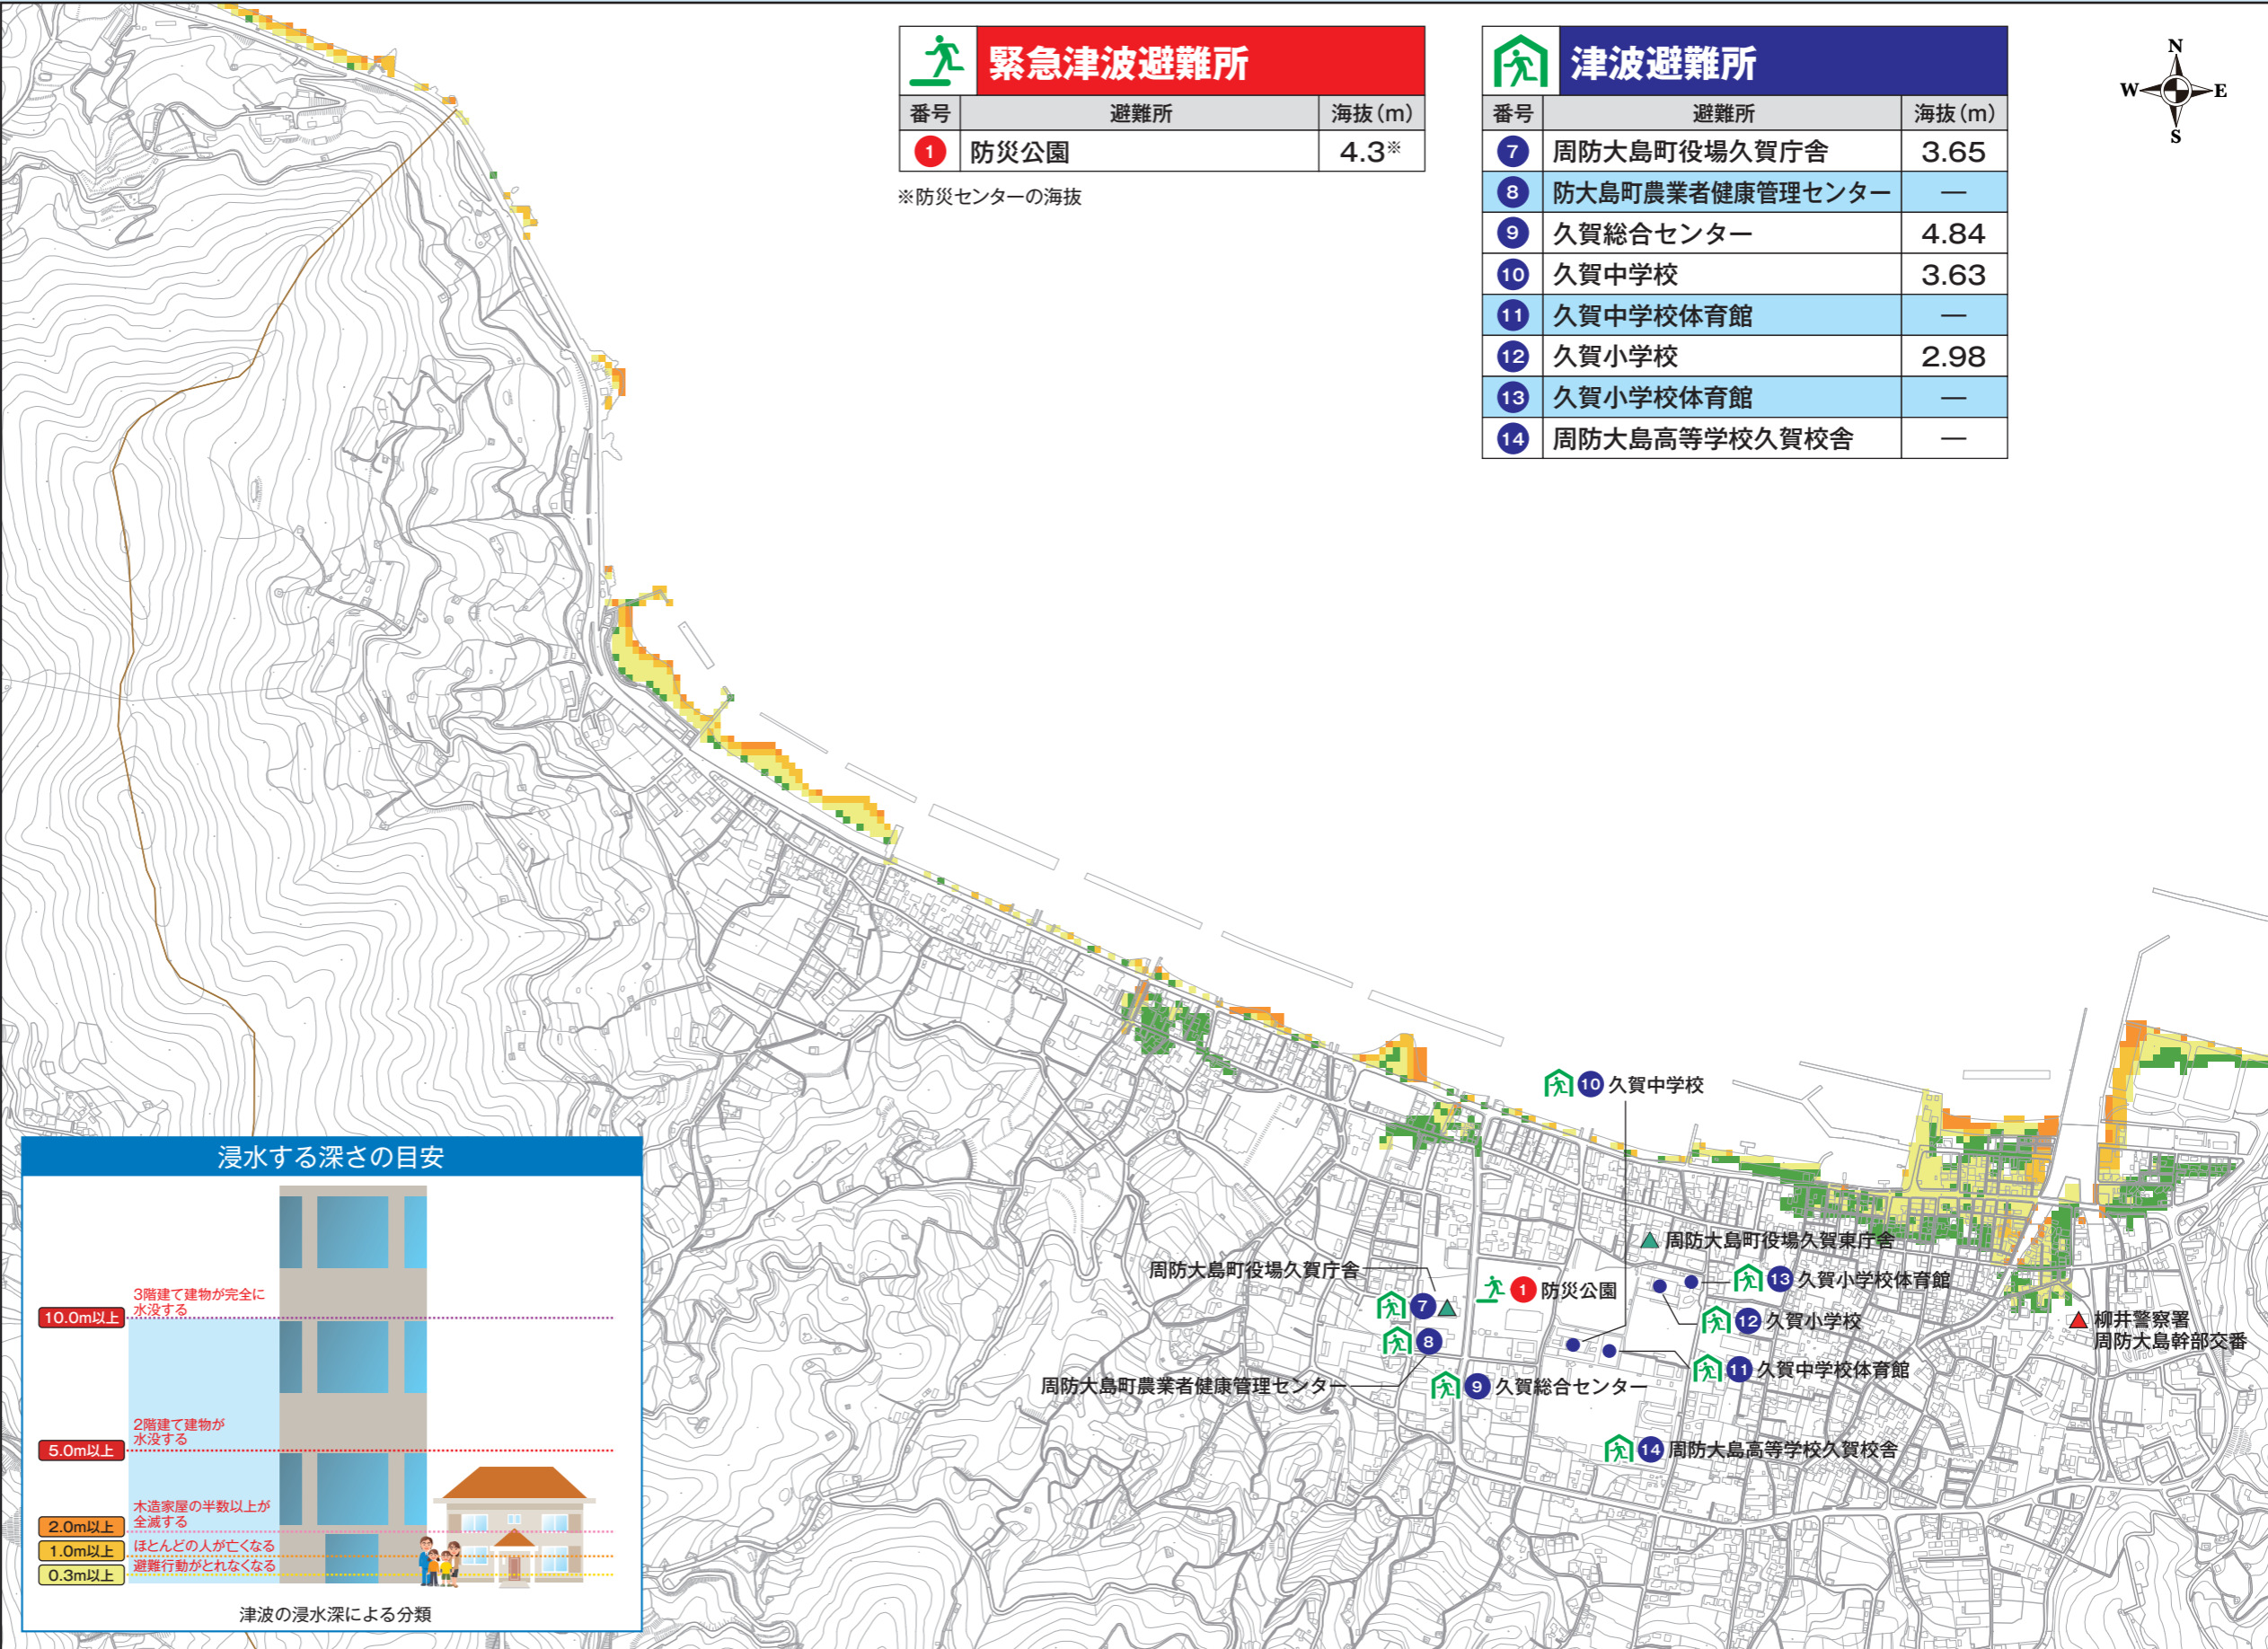 緊急津波避難所
番号 避難所 海抜(m)
1 防災公園 4.3※
※防災センターの海抜
津波避難所
番号 避難所 海抜(m)
7 周防大島町役場久賀庁舎 3.65
8 防大島町農業者健康管理センター —
9 久賀総合センター 4.84
10 久賀中学校 3.63
11 久賀中学校体育館 —
12 久賀小学校 2.98
13 久賀小学校体育館 —
14 周防大島高等学校久賀校舎 —
N
W E
S
10 久賀中学校
周防大島町役場久賀東庁舎
周防大島町役場久賀庁舎
13 久賀小学校体育館
1 防災公園
7
12 久賀小学校
柳井警察署
周防大島幹部交番
8
11 久賀中学校体育館
周防大島町農業者健康管理センター
9 久賀総合センター
14 周防大島高等学校久賀校舎
浸水する深さの目安
3階建て建物が完全に
水没する
10.0m以上
2階建て建物が
水没する
5.0m以上
木造家屋の半数以上が
全滅する
2.0m以上
1.0m以上 ほとんどの人が亡くなる
避難行動がとれなくなる
0.3m以上
津波の浸水深による分類